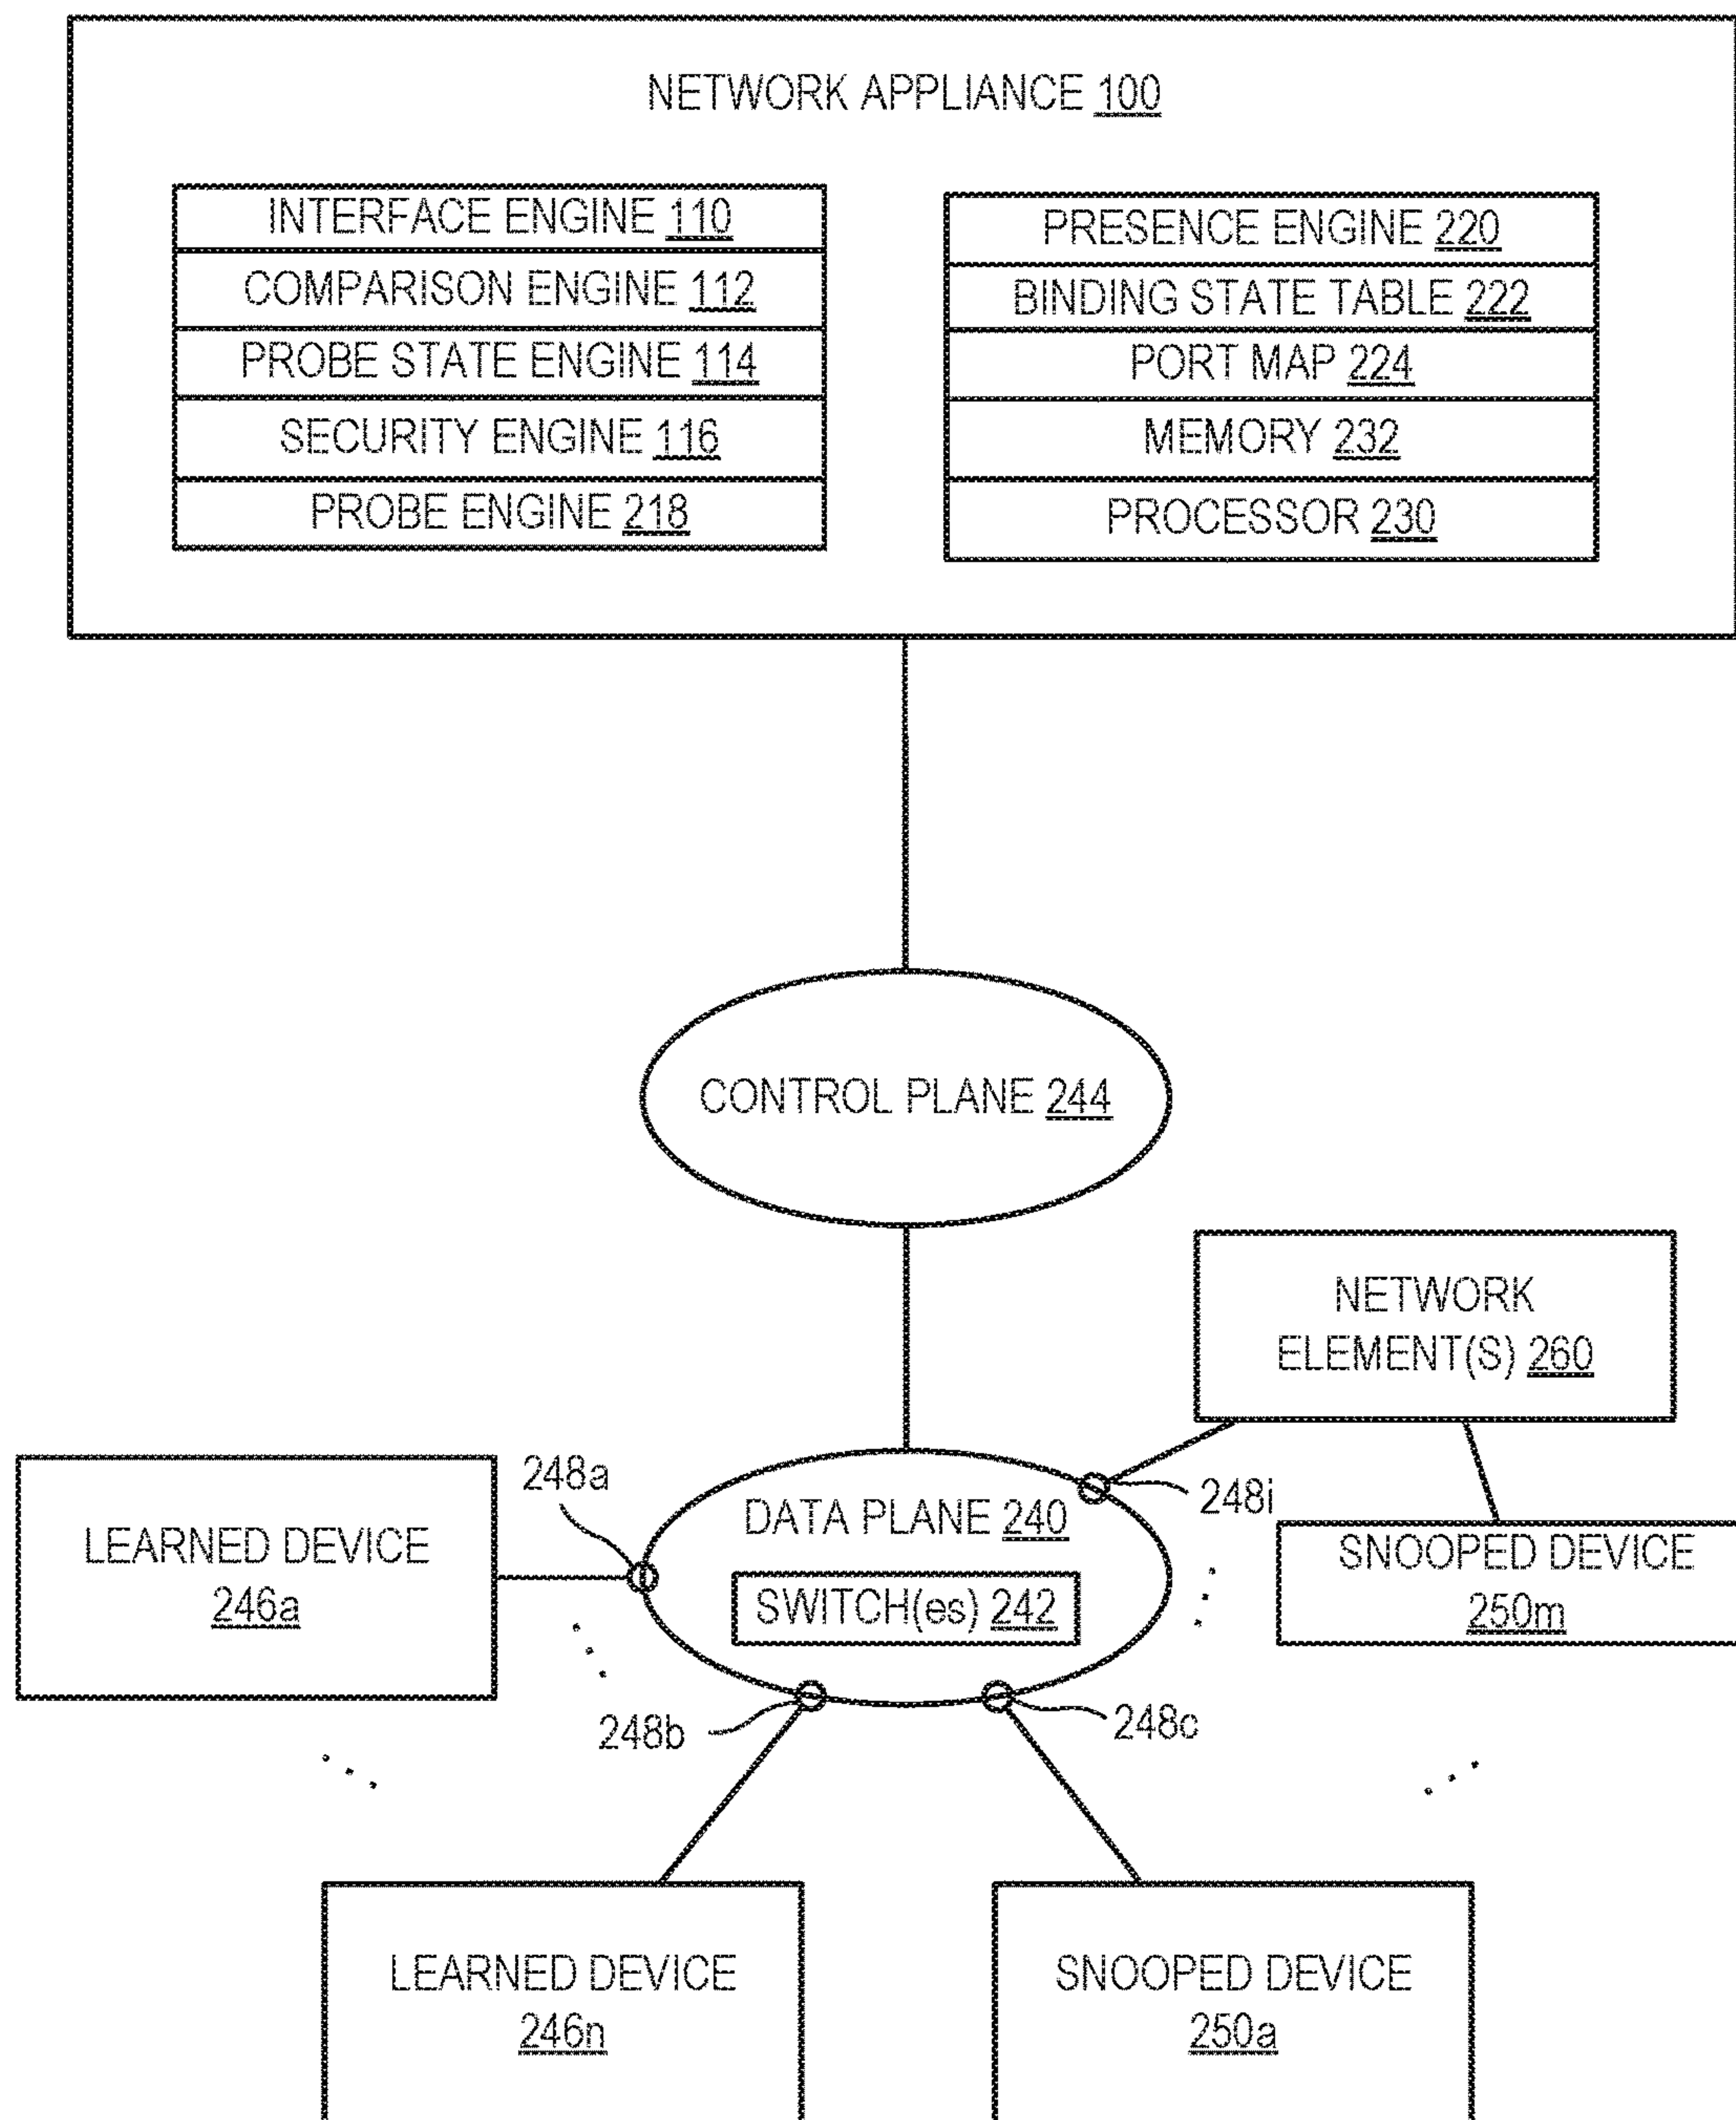 NETWORK APPLIANCE 100
INTERFACE ENGINE 110
COMPARISON ENGINE 112
PROBE STATE ENGINE 114
SECURITY ENGINE 116
PROBE ENGINE 218
PRESENCE ENGINE 220
BINDING STATE TABLE 222
PORT MAP 224
MEMORY 232
PROCESSOR 230
CONTROL PLANE 244
NETWORK
ELEMENT(S) 260
248a
248i
DATA PLANE 240
SWITCH(es) 242
LEARNED DEVICE
246a
SNOOPED DEVICE
250m
248b
248c
LEARNED DEVICE
246n
SNOOPED DEVICE
250a